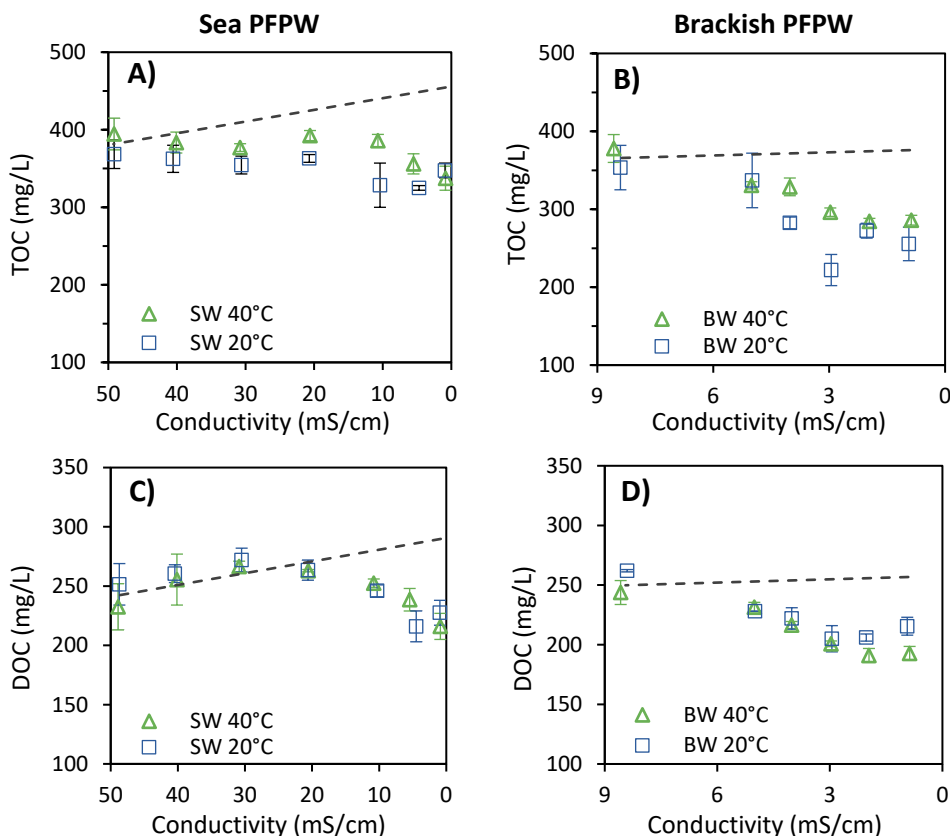 Sea PFPW
Brackish PFPW
A)
500
400
300
200
100
TOC (mg/L)
SW 40°C
SW 20°C
50 40 30 20 10 0
Conductivity (mS/cm)
B)
500
400
300
200
100
TOC (mg/L)
BW 40°C
BW 20°C
9 6 3 0
Conductivity (mS/cm)
C)
350
300
250
200
150
100
DOC (mg/L)
SW 40°C
SW 20°C
50 40 30 20 10 0
Conductivity (mS/cm)
D)
350
300
250
200
150
100
DOC (mg/L)
BW 40°C
BW 20°C
9 6 3 0
Conductivity (mS/cm)